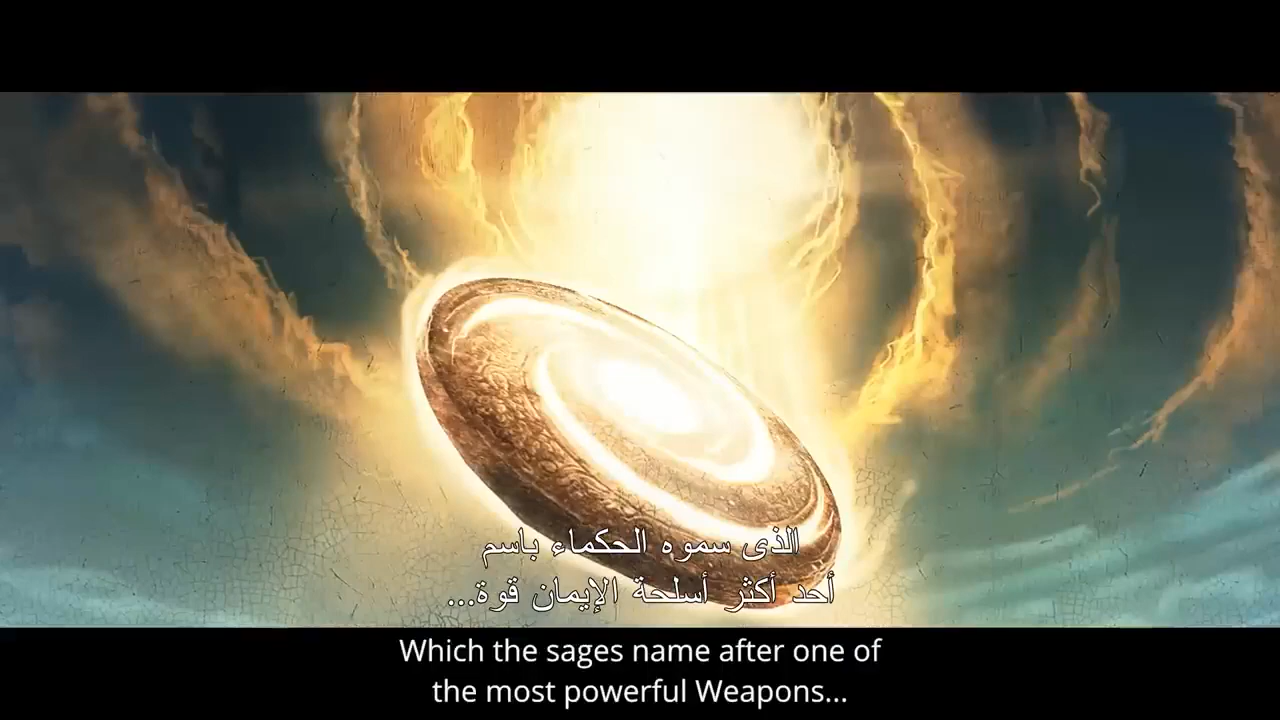 الذى سموه الحكماء باسم
أحد أكثر أسلحة الإيمان قوة...
Which the sages name after one of
the most powerful Weapons...